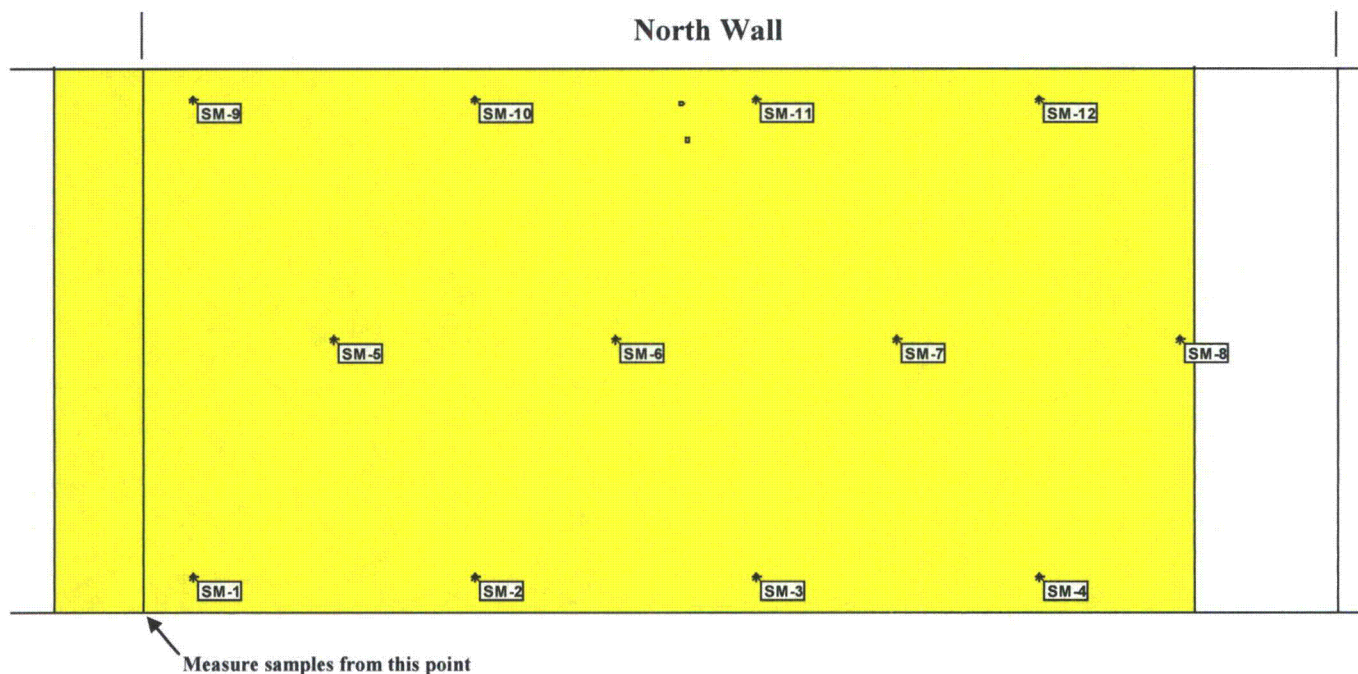 North Wall
SM-9 SM-10 SM-11 SM-12
SM-5 SM-6 SM-7 SM-8
SM-1 SM-2 SM-3 SM-4
Measure samples from this point